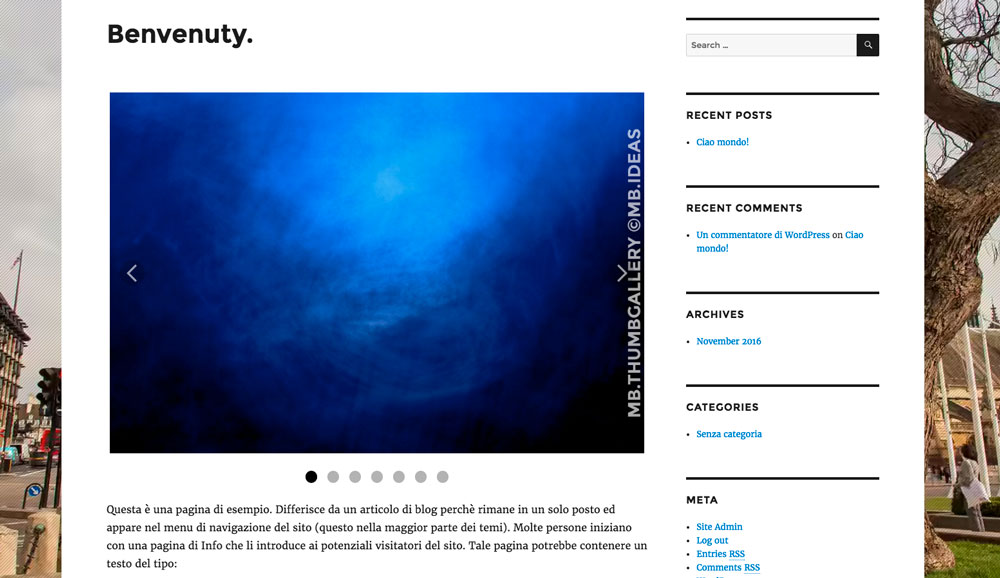 Benvenuty.
MB.THUMBGALLERY ©MB.IDEAS
Questa è una pagina di esempio. Differisce da un articolo di blog perchè rimane in un solo posto ed
appare nel menu di navigazione del sito (questo nella maggior parte dei temi). Molte persone iniziano
con una pagina di Info che li introduce ai potenziali visitatori del sito. Tale pagina potrebbe contenere un
testo del tipo:
Search …
RECENT POSTS
Ciao mondo!
RECENT COMMENTS
Un commentatore di WordPress on Ciao
mondo!
ARCHIVES
November 2016
CATEGORIES
Senza categoria
META
Site Admin
Log out
Entries RSS
Comments RSS